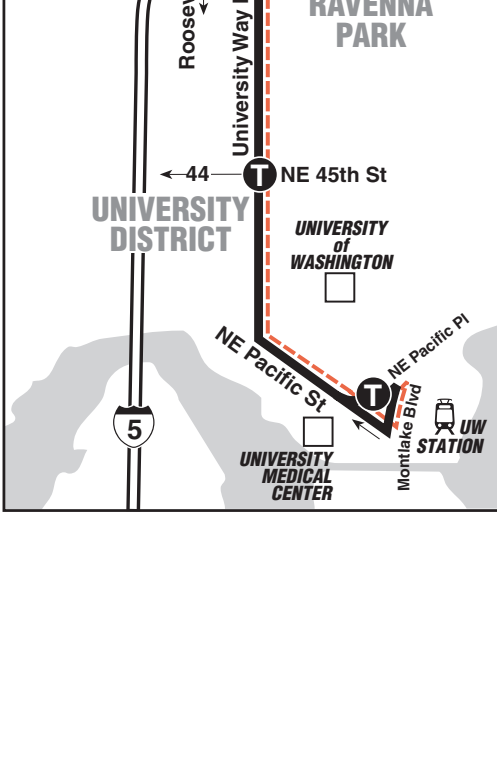 RAVENNA
PARK
Roosev
University Way
44
T
NE 45th St
UNIVERSITY
DISTRICT
UNIVERSITY
of
WASHINGTON
NE Pacific St
NE Pacific Pl
T
Montlake Blvd
5
UW
STATION
UNIVERSITY
MEDICAL
CENTER